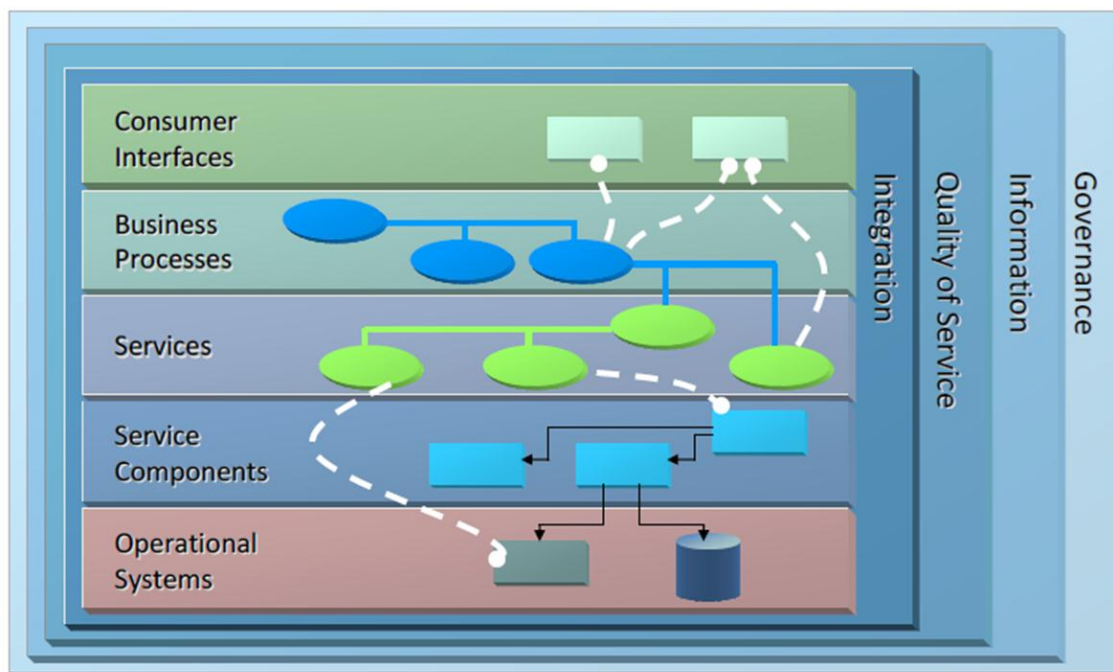 Consumer
Interfaces
Business
Processes
Services
Service
Components
Operational
Systems
Integration
Quality of Service
Information
Governance